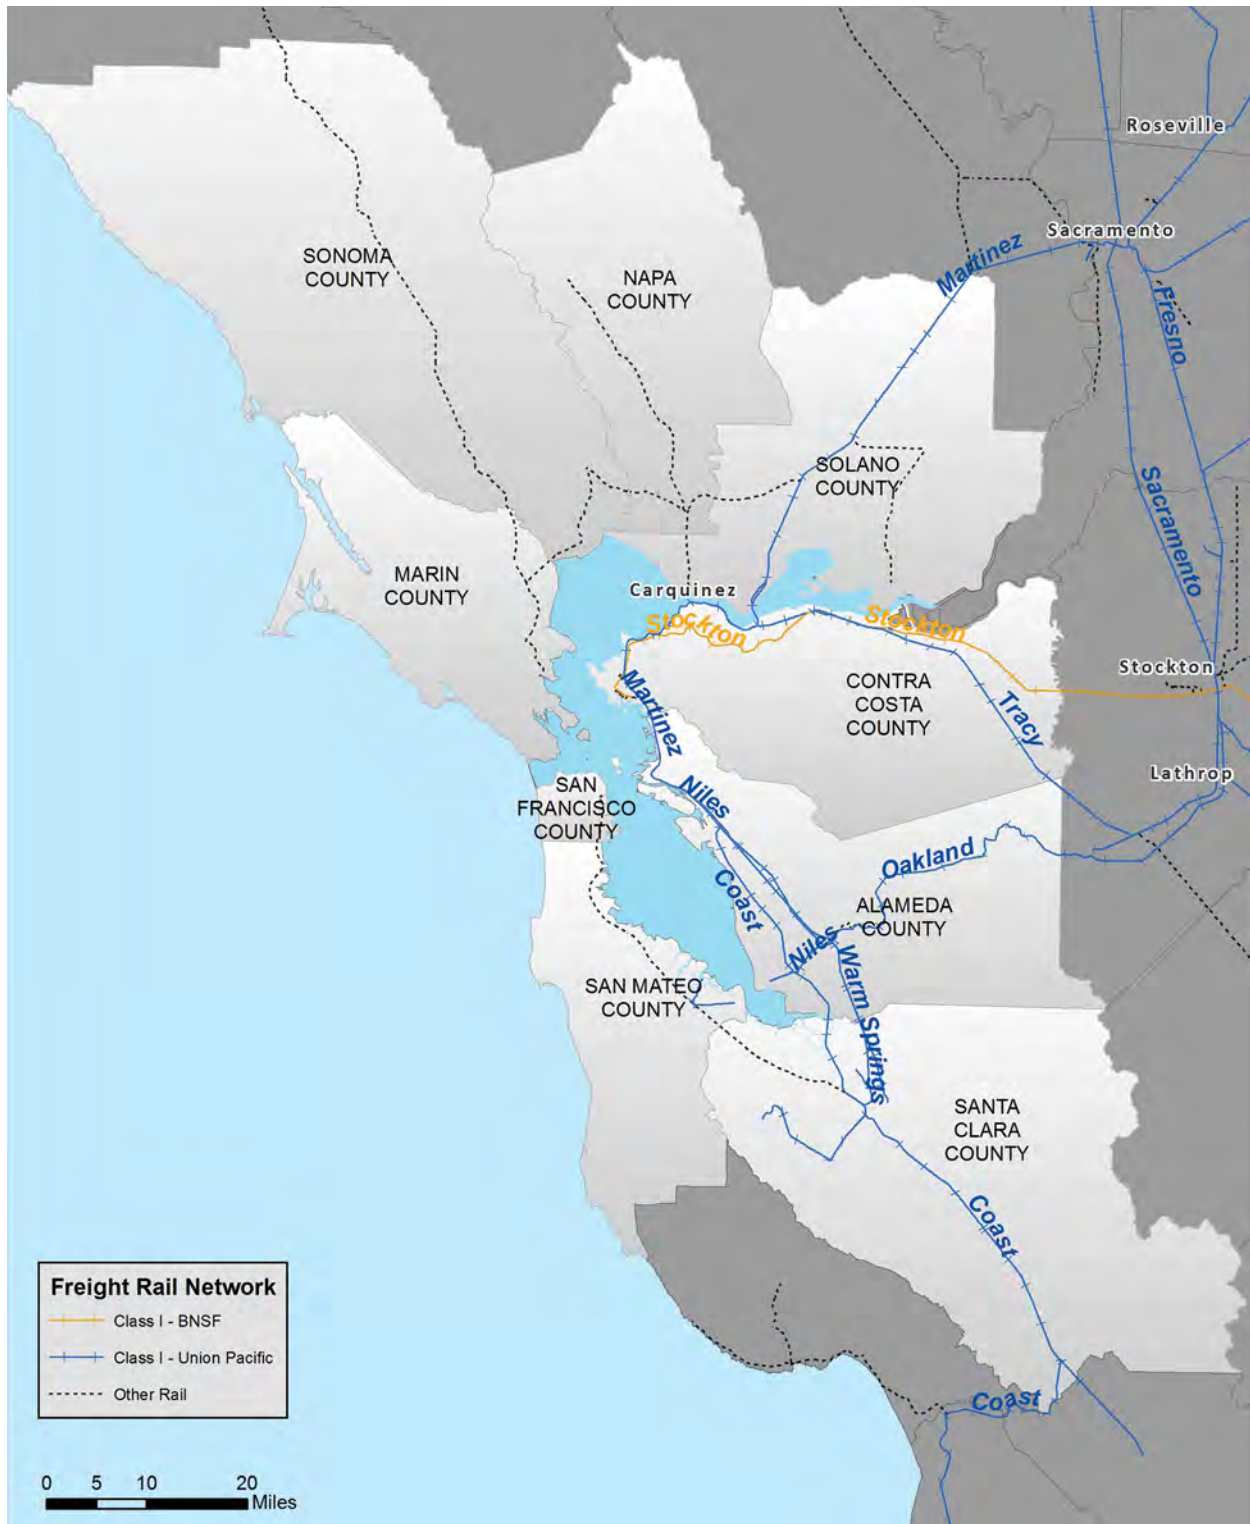 Roseville
Sacramento
Martinez
SONOMA
COUNTY
NAPA
COUNTY
Fresno
SOLANO
COUNTY
Sacramento
MARIN
COUNTY
Carquinez
Stockton
Stockton
Stockton
CONTRA
COSTA
COUNTY
Martinez
Tracy
Lathrop
SAN
FRANCISCO
COUNTY
Niles
Oakland
Coast
ALAMEDA
COUNTY
Niles
Warm Springs
SAN MATEO
COUNTY
SANTA
CLARA
COUNTY
Coast
Coast
Freight Rail Network
Class I - BNSF
Class I - Union Pacific
Other Rail
0 5 10 20
Miles